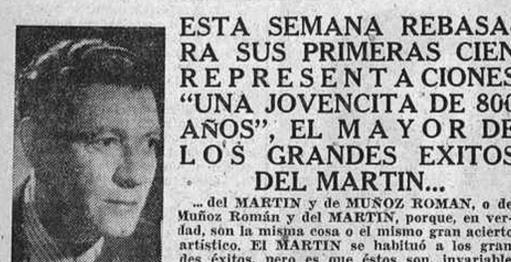 ESTA SEMANA REBASA-
RA SUS PRIMERAS CIEN
REPRESENTACIONES
"UNA JOVENCITA DE 800
AÑOS", EL MAYOR DE
LOS GRANDES EXITOS
DEL MARTIN...
... del MARTIN y de MUÑOZ ROMAN, o de
Muñoz Román y del MARTIN, porque, en ver-
dad, son la misma cosa o el mismo gran acierto
artístico. El MARTIN se habituó a los gran
des éxitos, pero es que éstos son invariable